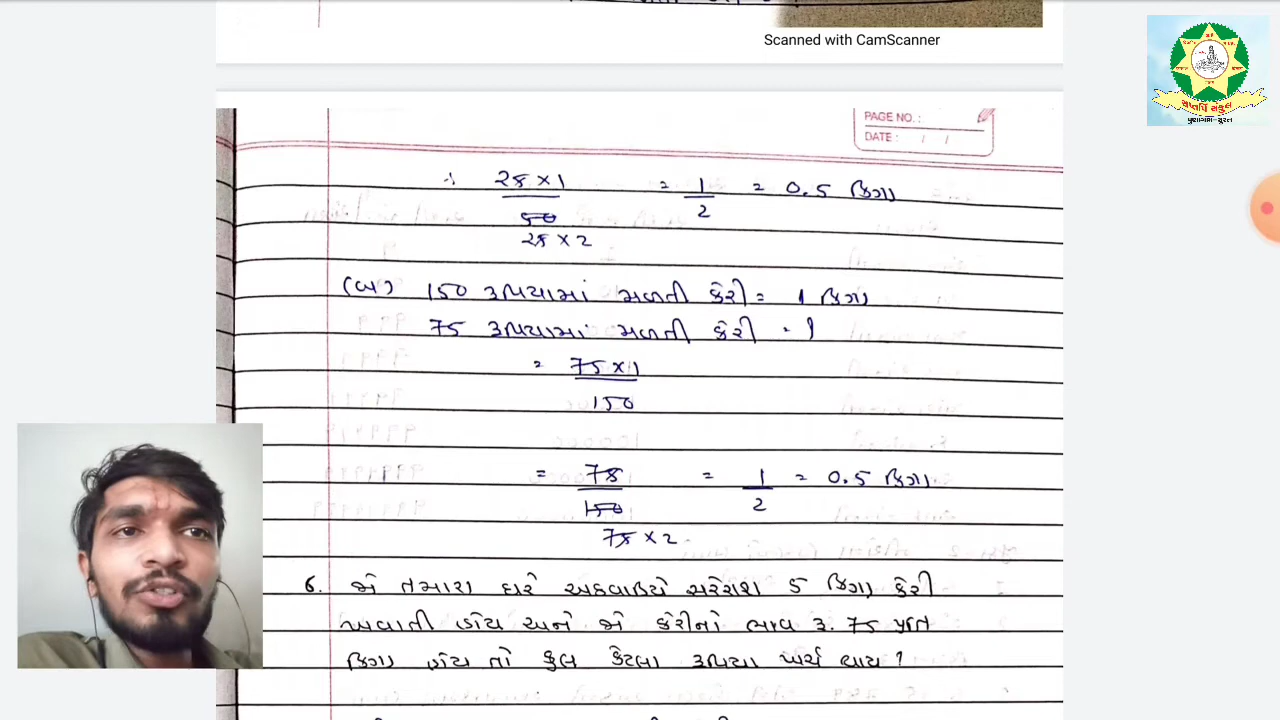 Scanned with CamScanner
PAGE NO. :
DATE : / /
∴ 25 × 1 / 50 = 1/2 = 0.5 કિગ્રા
25 × 2
(બ) 150 રૂપિયામાં મળતી કેરી = 1 કિગ્રા
75 રૂપિયામાં મળતી કેરી = ?
= 75 × 1 / 150
= 75 / 150 = 1/2 = 0.5 કિગ્રા
75 × 2
6. જો તમારા ઘરે અઠવાડિયે સરેરાશ 5 કિગ્રા કેરી
ખવાતી હોય અને જો કેરીનો ભાવ રૂ. 75 પ્રતિ
કિગ્રા હોય તો કુલ કેટલા રૂપિયા ખર્ચ થાય ?
સપ્તર્ષિ સંકુલ